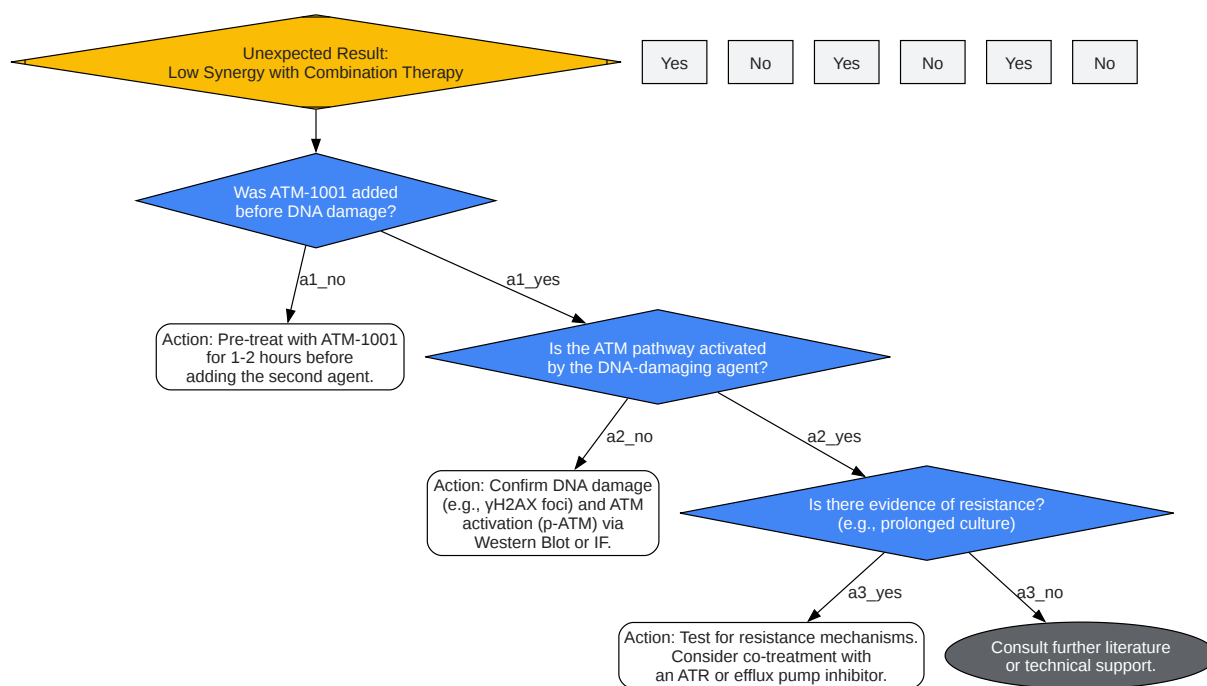 Unexpected Result:
Low Synergy with Combination Therapy
Yes
No
Yes
No
Yes
No
Was ATM-1001 added
before DNA damage?
a1_no
a1_yes
Action: Pre-treat with ATM-1001
for 1-2 hours before
adding the second agent.
Is the ATM pathway activated
by the DNA-damaging agent?
a2_no
a2_yes
Action: Confirm DNA damage
(e.g., γH2AX foci) and ATM
activation (p-ATM) via
Western Blot or IF.
Is there evidence of resistance?
(e.g., prolonged culture)
a3_yes
a3_no
Action: Test for resistance mechanisms.
Consider co-treatment with
an ATR or efflux pump inhibitor.
Consult further literature
or technical support.